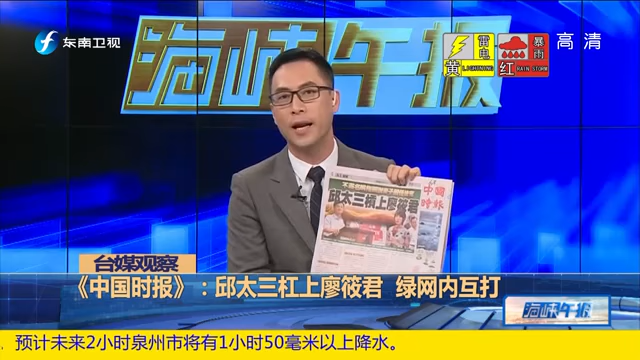 东南卫视
海峡午报
雷电
黄 LIGHTNING
暴雨
红 RAIN STORM
高清
邱太三槓上廖筱君
中國時報
台媒观察
《中国时报》：邱太三杠上廖筱君 绿网内互打
海峡午报
预计未来2小时泉州市将有1小时50毫米以上降水。